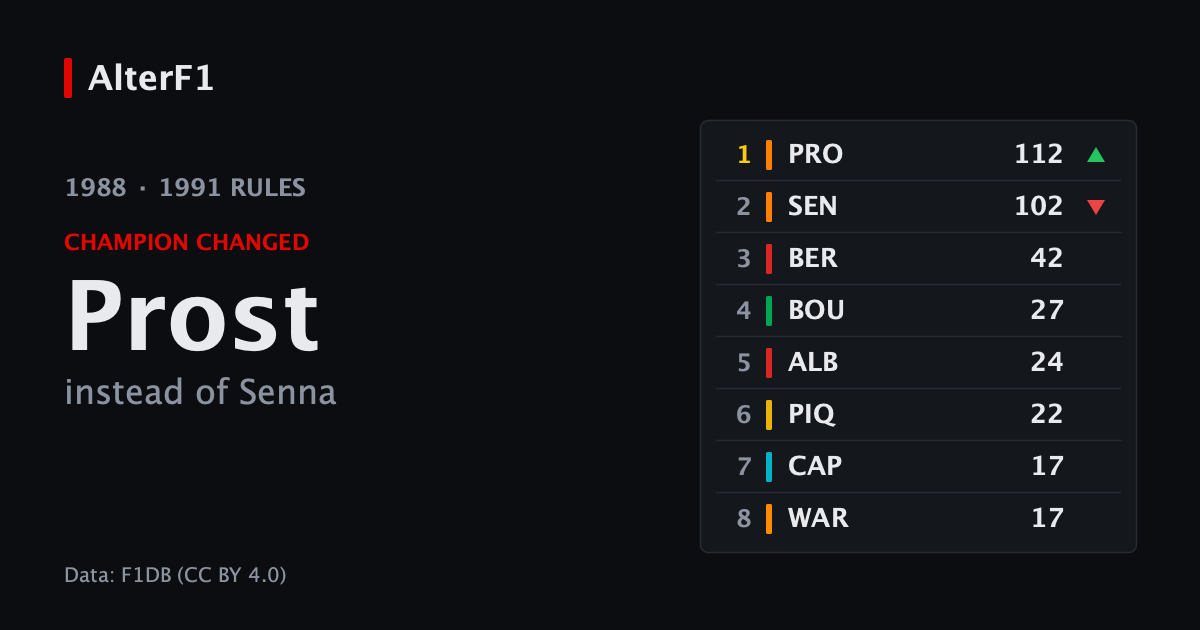 AlterF1
1988 · 1991 RULES
CHAMPION CHANGED
Prost
instead of Senna
1 PRO 112 ▲
2 SEN 102 ▼
3 BER 42
4 BOU 27
5 ALB 24
6 PIQ 22
7 CAP 17
8 WAR 17
Data: F1DB (CC BY 4.0)